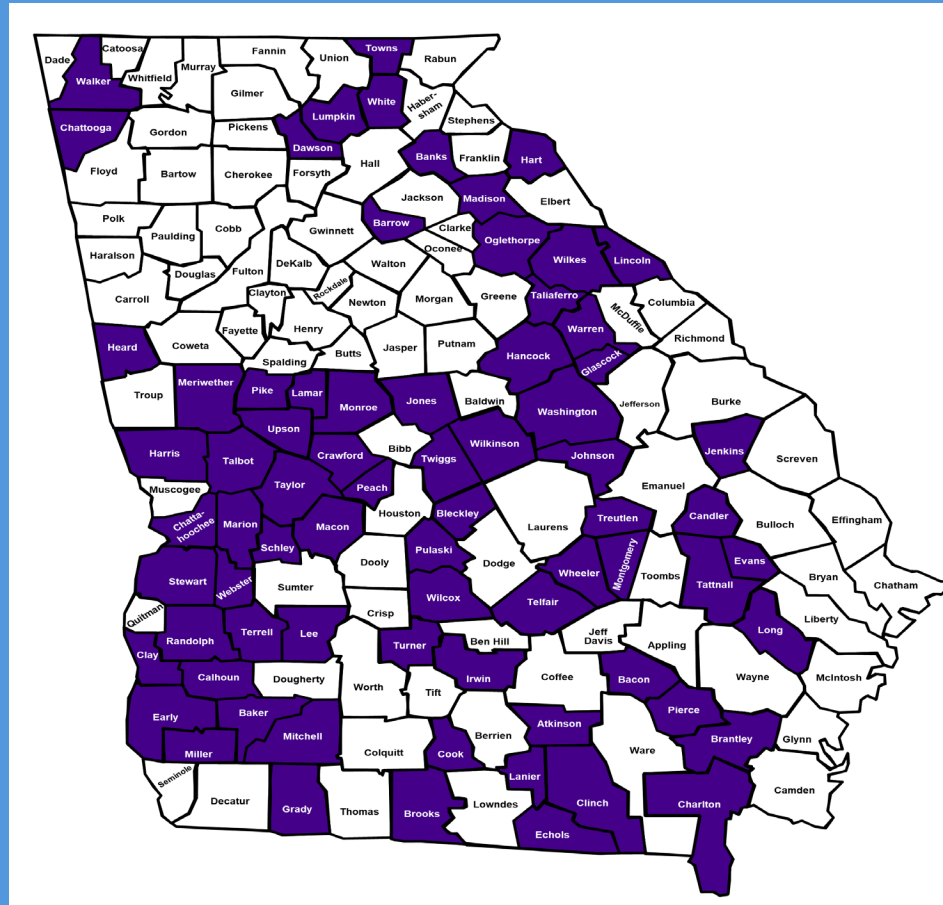 Towns
Catoosa
Fannin
Union
Dade
Rabun
Walker
Whitfield
Murray
Gilmer
White
Haber-
sham
Lumpkin
Stephens
Chattooga
Gordon
Pickens
Dawson
Banks
Franklin
Hart
Hall
Floyd
Bartow
Cherokee
Forsyth
Jackson
Madison
Elbert
Polk
Paulding
Cobb
Gwinnett
Barrow
Clarke
Oglethorpe
Oconee
Haralson
Douglas
Fulton
DeKalb
Walton
Wilkes
Lincoln
Carroll
Clayton
Rockdale
Newton
Morgan
Greene
Taliaferro
Columbia
McDuffie
Fayette
Henry
Warren
Richmond
Heard
Coweta
Spalding
Butts
Jasper
Putnam
Hancock
Glascock
Troup
Meriwether
Pike
Lamar
Monroe
Jones
Baldwin
Washington
Jefferson
Burke
Upson
Bibb
Wilkinson
Harris
Talbot
Crawford
Twiggs
Johnson
Jenkins
Screven
Muscogee
Taylor
Peach
Emanuel
Chatta-
hoochee
Marion
Macon
Houston
Bleckley
Laurens
Treutlen
Candler
Bulloch
Effingham
Schley
Pulaski
Dodge
Wheeler
Montgomery
Toombs
Tattnall
Evans
Bryan
Chatham
Stewart
Webster
Sumter
Dooly
Wilcox
Telfair
Quitman
Crisp
Liberty
Randolph
Terrell
Lee
Turner
Ben Hill
Jeff
Davis
Appling
Long
Clay
Calhoun
Dougherty
Worth
Tift
Irwin
Coffee
Bacon
Wayne
McIntosh
Early
Baker
Mitchell
Berrien
Atkinson
Pierce
Brantley
Glynn
Miller
Colquitt
Cook
Ware
Seminole
Decatur
Grady
Thomas
Brooks
Lanier
Lowndes
Clinch
Charlton
Camden
Echols